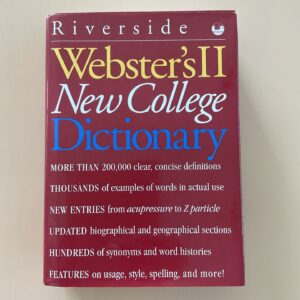 Riverside
Webster's II
New College
Dictionary
MORE THAN 200,000 clear, concise definitions
THOUSANDS of examples of words in actual use
NEW ENTRIES from acupressure to Z particle
UPDATED biographical and geographical sections
HUNDREDS of synonyms and word histories
FEATURES on usage, style, spelling, and more!